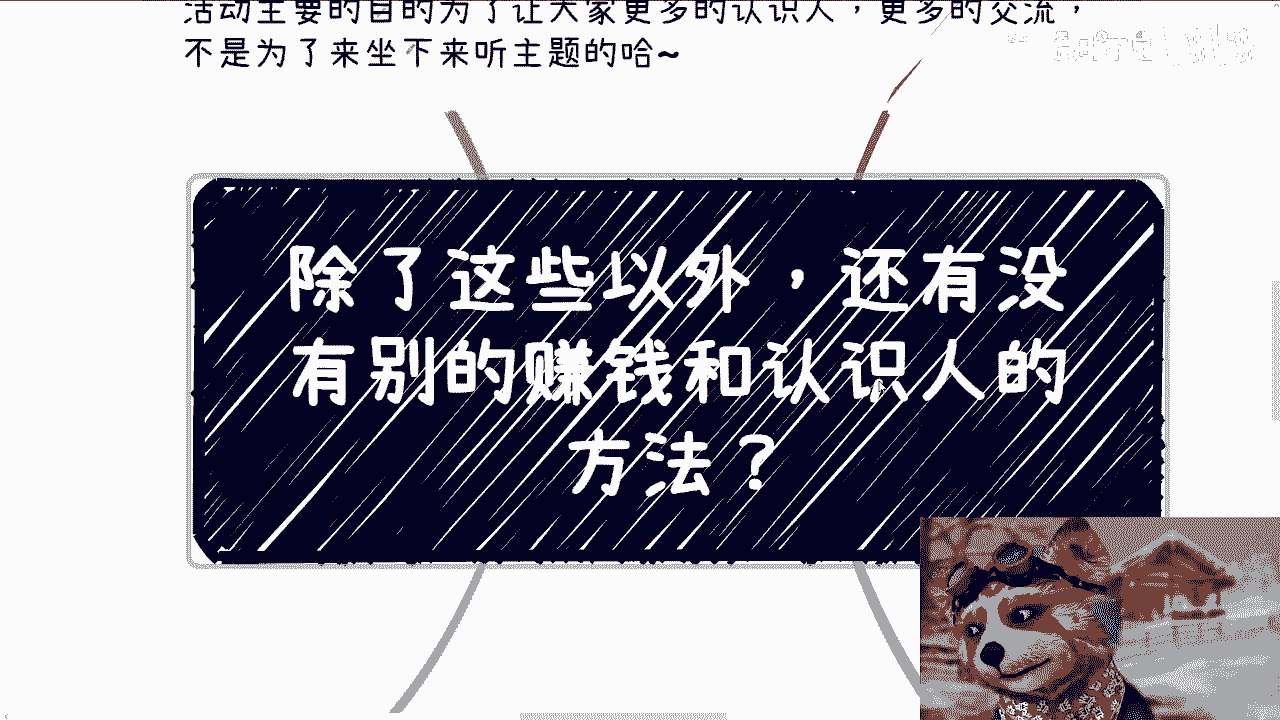 活动主要的目的为了让大家更多的认识人，更多的交流，
不是为了来坐下来听主题的哈~
除了这些以外，还有没
有别的赚钱和认识人的
方法？